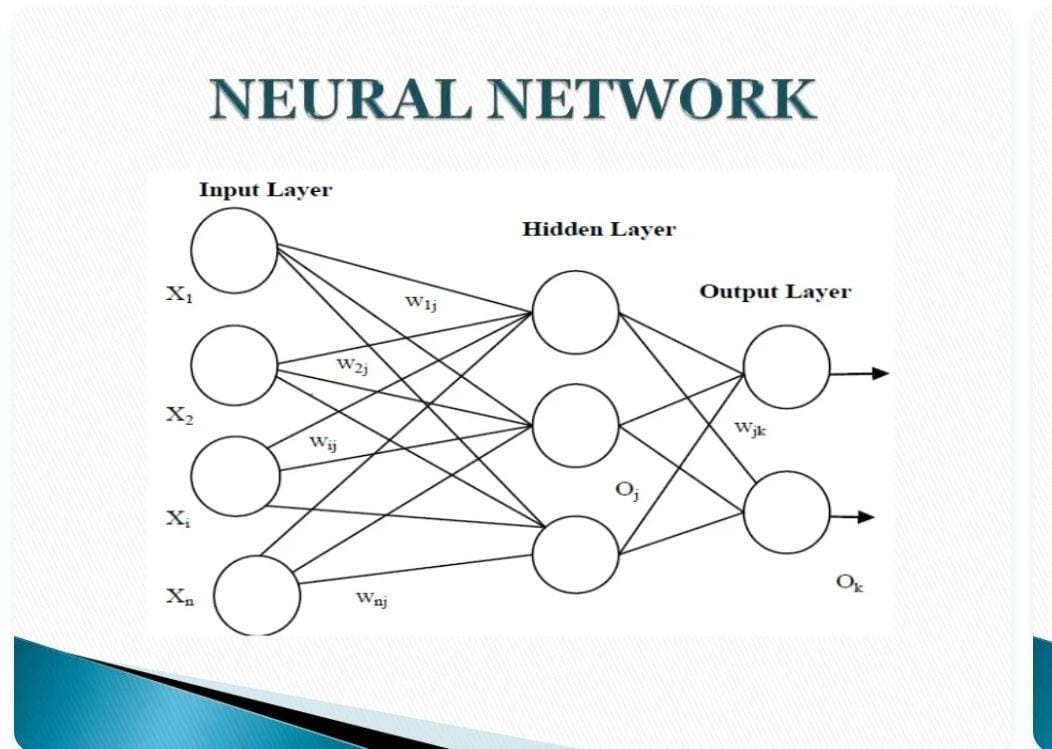 NEURAL NETWORK
Input Layer
Hidden Layer
Output Layer
X₁
W₁ⱼ
W₂ⱼ
X₂
Wᵢⱼ
Wⱼₖ
Oⱼ
Xᵢ
Oₖ
Xₙ
Wₙⱼ